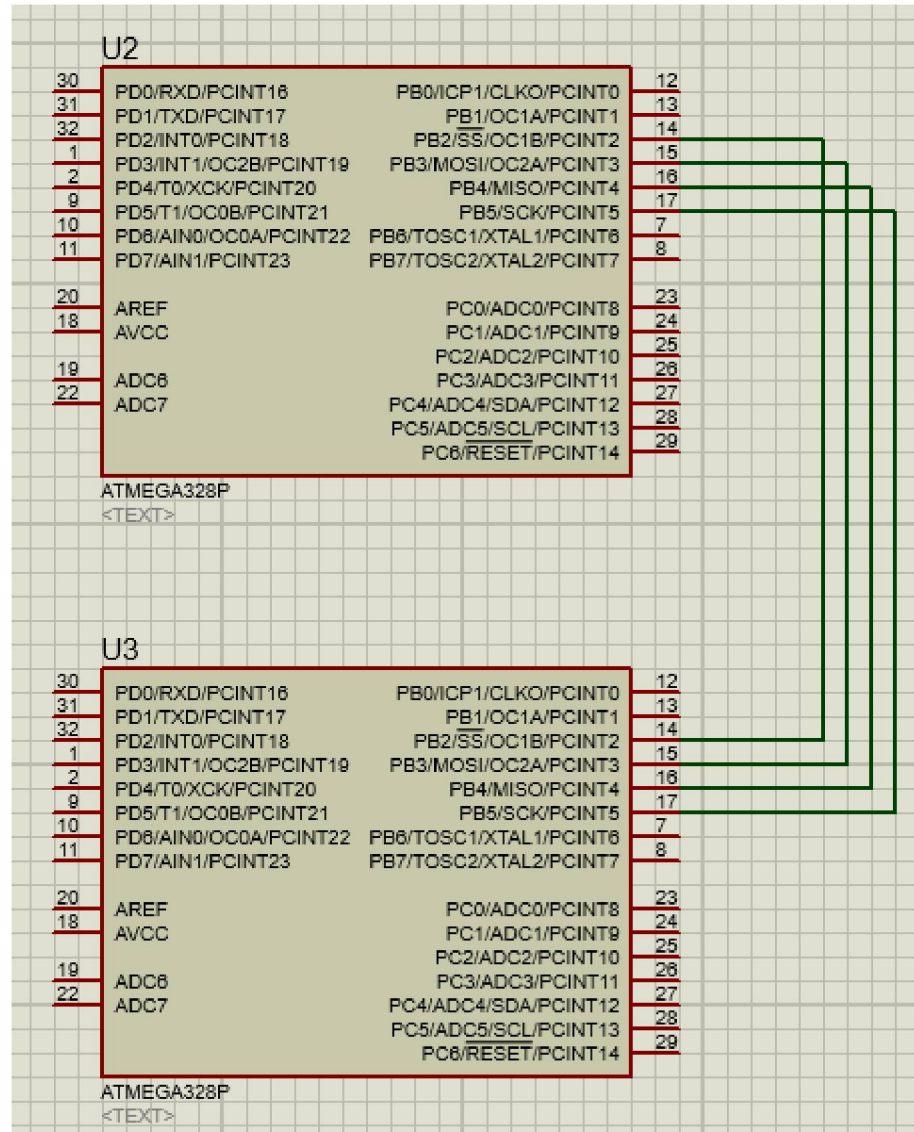 U2
30 PD0/RXD/PCINT16 PB0/ICP1/CLKO/PCINT0 12
31 PD1/TXD/PCINT17 PB1/OC1A/PCINT1 13
32 PD2/INT0/PCINT18 PB2/SS/OC1B/PCINT2 14
1 PD3/INT1/OC2B/PCINT19 PB3/MOSI/OC2A/PCINT3 15
2 PD4/T0/XCK/PCINT20 PB4/MISO/PCINT4 16
9 PD5/T1/OC0B/PCINT21 PB5/SCK/PCINT5 17
10 PD6/AIN0/OC0A/PCINT22 PB6/TOSC1/XTAL1/PCINT6 7
11 PD7/AIN1/PCINT23 PB7/TOSC2/XTAL2/PCINT7 8
20 AREF PC0/ADC0/PCINT8 23
18 AVCC PC1/ADC1/PCINT9 24
PC2/ADC2/PCINT10 25
19 ADC6 PC3/ADC3/PCINT11 26
22 ADC7 PC4/ADC4/SDA/PCINT12 27
PC5/ADC5/SCL/PCINT13 28
PC6/RESET/PCINT14 29
ATMEGA328P
<TEXT>
U3
30 PD0/RXD/PCINT16 PB0/ICP1/CLKO/PCINT0 12
31 PD1/TXD/PCINT17 PB1/OC1A/PCINT1 13
32 PD2/INT0/PCINT18 PB2/SS/OC1B/PCINT2 14
1 PD3/INT1/OC2B/PCINT19 PB3/MOSI/OC2A/PCINT3 15
2 PD4/T0/XCK/PCINT20 PB4/MISO/PCINT4 16
9 PD5/T1/OC0B/PCINT21 PB5/SCK/PCINT5 17
10 PD6/AIN0/OC0A/PCINT22 PB6/TOSC1/XTAL1/PCINT6 7
11 PD7/AIN1/PCINT23 PB7/TOSC2/XTAL2/PCINT7 8
20 AREF PC0/ADC0/PCINT8 23
18 AVCC PC1/ADC1/PCINT9 24
PC2/ADC2/PCINT10 25
19 ADC6 PC3/ADC3/PCINT11 26
22 ADC7 PC4/ADC4/SDA/PCINT12 27
PC5/ADC5/SCL/PCINT13 28
PC6/RESET/PCINT14 29
ATMEGA328P
<TEXT>